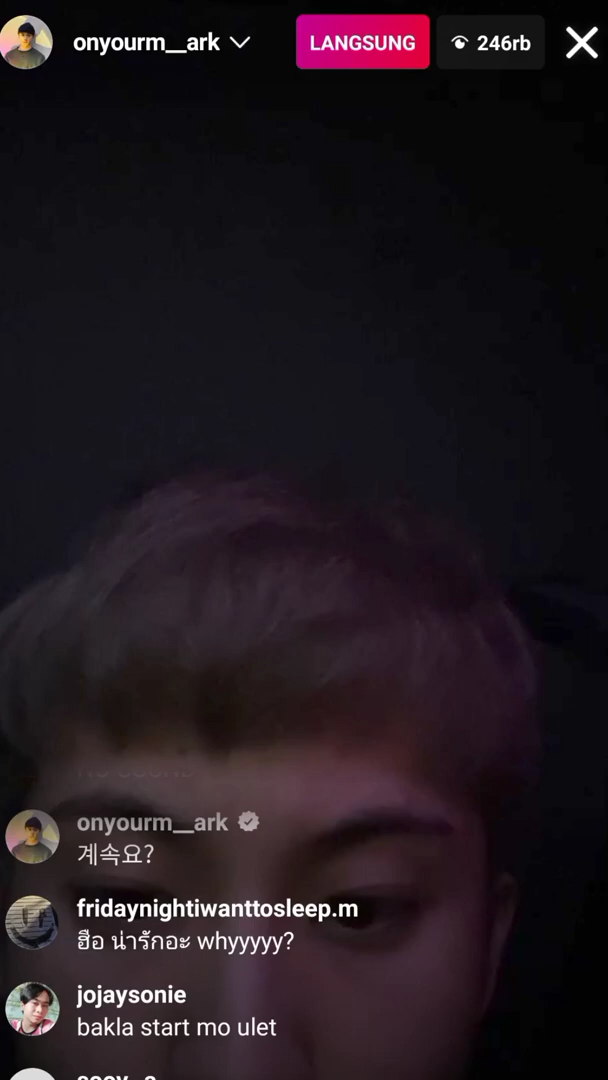 onyourm__ark
LANGSUNG
246rb
onyourm__ark
계속요?
fridaynightiwanttosleep.m
ฮือ น่ารักอะ whyyyyy?
jojaysonie
bakla start mo ulet